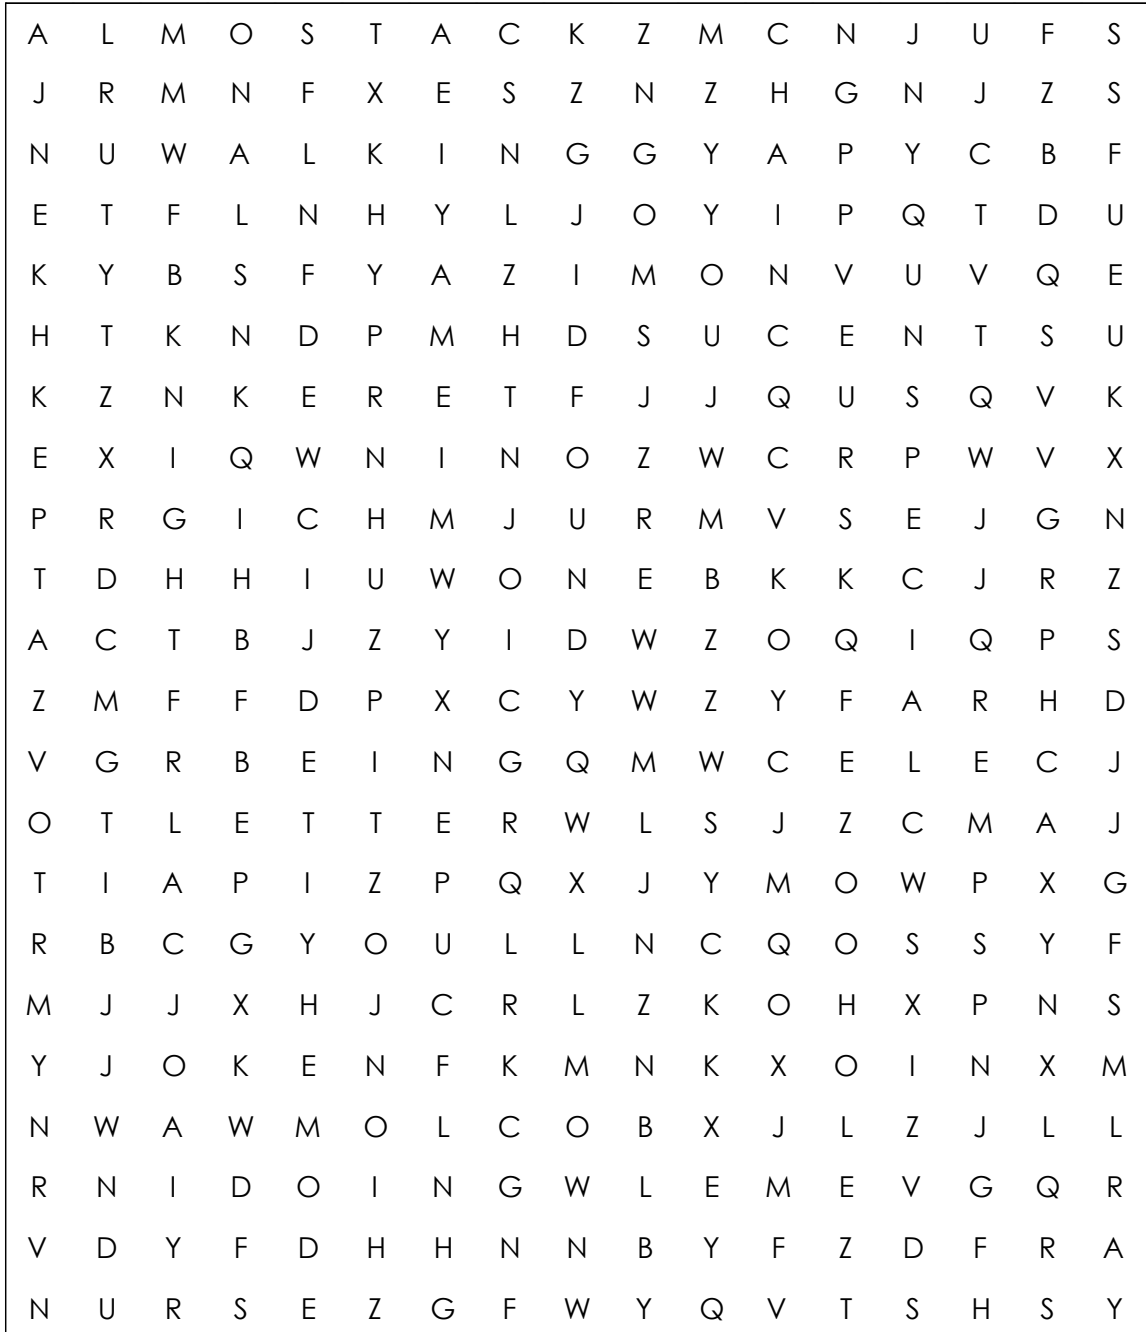 A L M O S T A C K Z M C N J U F S
J R M N F X E S Z N Z H G N J Z S
N U W A L K I N G G Y A P Y C B F
E T F L N H Y L J O Y I P Q T D U
K Y B S F Y A Z I M O N V U V Q E
H T K N D P M H D S U C E N T S U
K Z N K E R E T F J J Q U S Q V K
E X I Q W N I N O Z W C R P W V X
P R G I C H M J U R M V S E J G N
T D H H I U W O N E B K K C J R Z
A C T B J Z Y I D W Z O Q I Q P S
Z M F F D P X C Y W Z Y F A R H D
V G R B E I N G Q M W C E L E C J
O T L E T T E R W L S J Z C M A J
T I A P I Z P Q X J Y M O W P X G
R B C G Y O U L L N C Q O S S Y F
M J J X H J C R L Z K O H X P N S
Y J O K E N F K M N K X O I N X M
N W A W M O L C O B X J L Z J L L
R N I D O I N G W L E M E V G Q R
V D Y F D H H N N B Y F Z D F R A
N U R S E Z G F W Y Q V T S H S Y